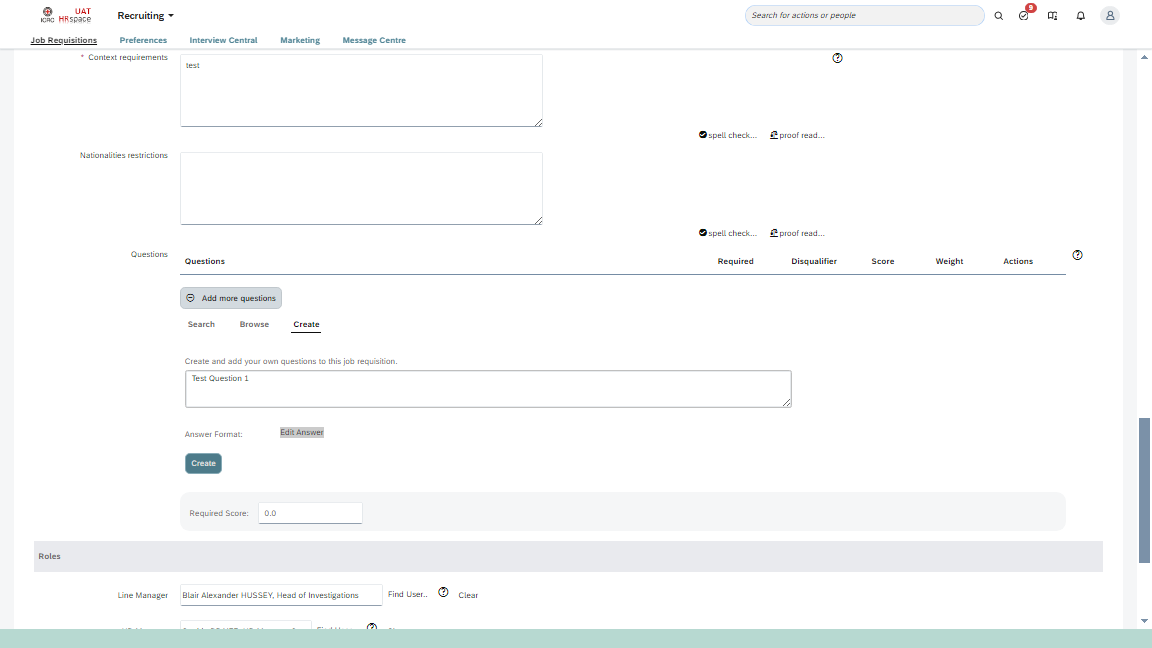 ICRC
UAT
HRspace
Recruiting
Search for actions or people
9
Job Requisitions
Preferences
Interview Central
Marketing
Message Centre
* Context requirements
test
spell check...
proof read...
Nationalities restrictions
spell check...
proof read...
Questions
Questions
Required
Disqualifier
Score
Weight
Actions
Add more questions
Search
Browse
Create
Create and add your own questions to this job requisition.
Test Question 1
Answer Format:
Edit Answer
Create
Required Score:
0.0
Roles
Line Manager
Blair Alexander HUSSEY, Head of Investigations
Find User...
Clear